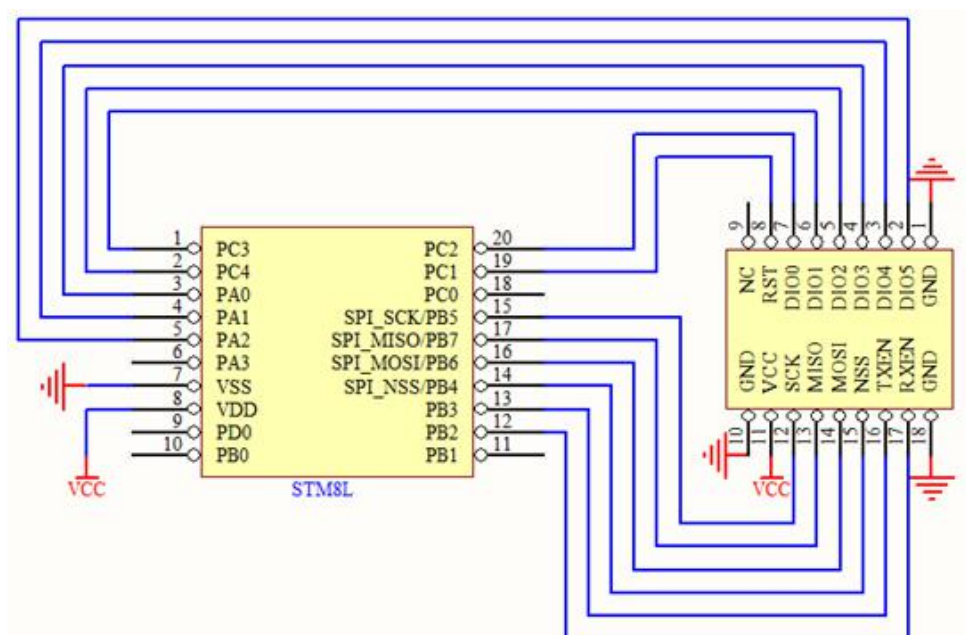 1 PC3 PC2 20
2 PC4 PC1 19
3 PA0 PC0 18
4 PA1 SPI_SCK/PB5 15
5 PA2 SPI_MISO/PB7 17
6 PA3 SPI_MOSI/PB6 16
7 VSS SPI_NSS/PB4 14
8 VDD PB3 13
9 PD0 PB2 12
10 PB0 PB1 11
VCC
STM8L
9 8 7 6 5 4 3 2 1
NC RST DIO0 DIO1 DIO2 DIO3 DIO4 DIO5 GND
GND VCC SCK MISO MOSI NSS TXEN RXEN GND
10 11 12 13 14 15 16 17 18
VCC